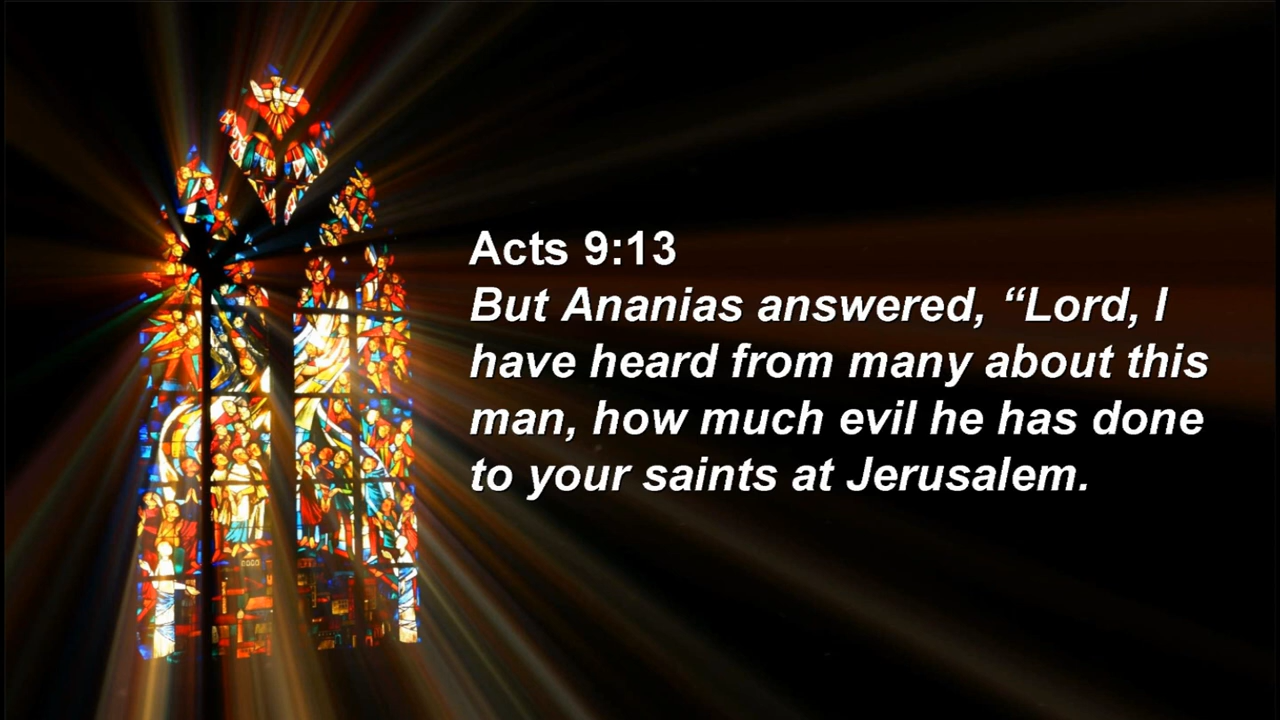 Acts 9:13
But Ananias answered, “Lord, I
have heard from many about this
man, how much evil he has done
to your saints at Jerusalem.